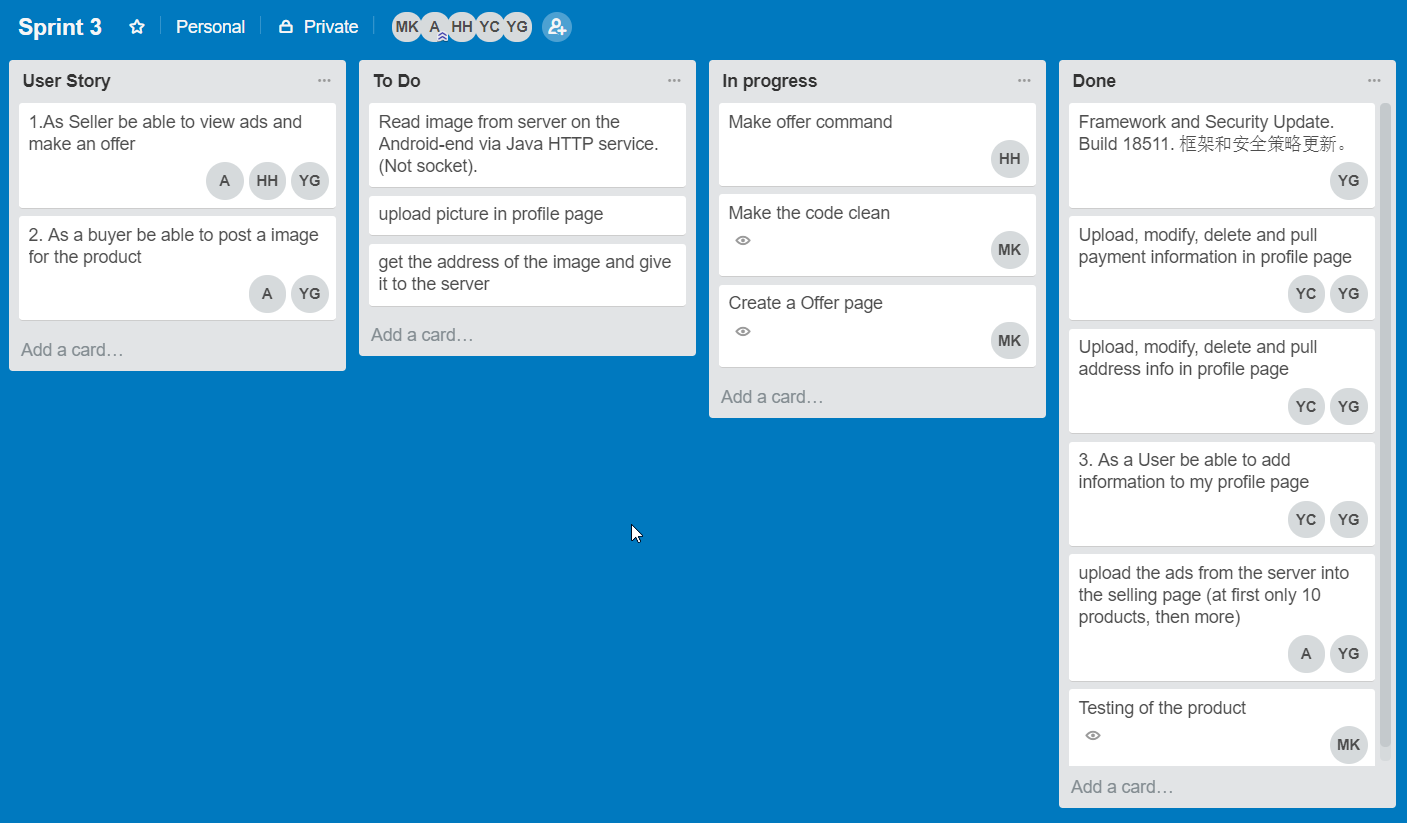 Sprint 3
Personal
Private
MK A HH YC YG
User Story
1.As Seller be able to view ads and
make an offer
A HH YG
2. As a buyer be able to post a image
for the product
A YG
Add a card…
To Do
Read image from server on the
Android-end via Java HTTP service.
(Not socket).
upload picture in profile page
get the address of the image and give
it to the server
Add a card…
In progress
Make offer command
HH
Make the code clean
MK
Create a Offer page
MK
Add a card…
Done
Framework and Security Update.
Build 18511. 框架和安全策略更新。
YG
Upload, modify, delete and pull
payment information in profile page
YC YG
Upload, modify, delete and pull
address info in profile page
YC YG
3. As a User be able to add
information to my profile page
YC YG
upload the ads from the server into
the selling page (at first only 10
products, then more)
A YG
Testing of the product
MK
Add a card…